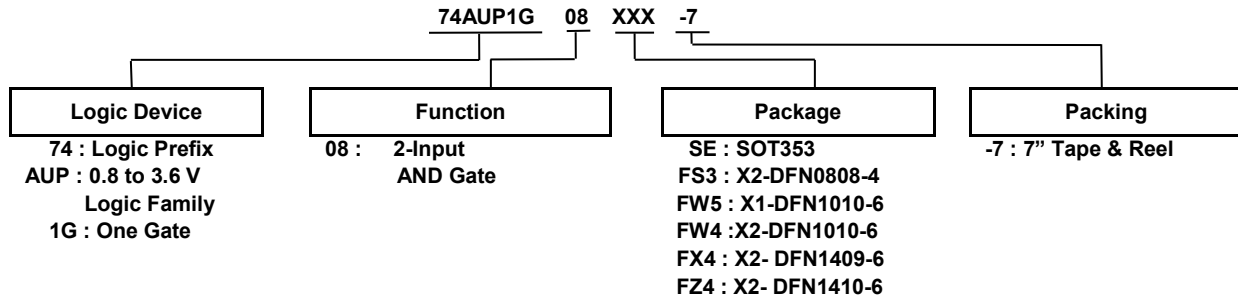 74AUP1G 08 XXX -7
Logic Device
74 : Logic Prefix
AUP : 0.8 to 3.6 V
Logic Family
1G : One Gate
Function
08 : 2-Input
AND Gate
Package
SE : SOT353
FS3 : X2-DFN0808-4
FW5 : X1-DFN1010-6
FW4 :X2-DFN1010-6
FX4 : X2- DFN1409-6
FZ4 : X2- DFN1410-6
Packing
-7 : 7” Tape & Reel